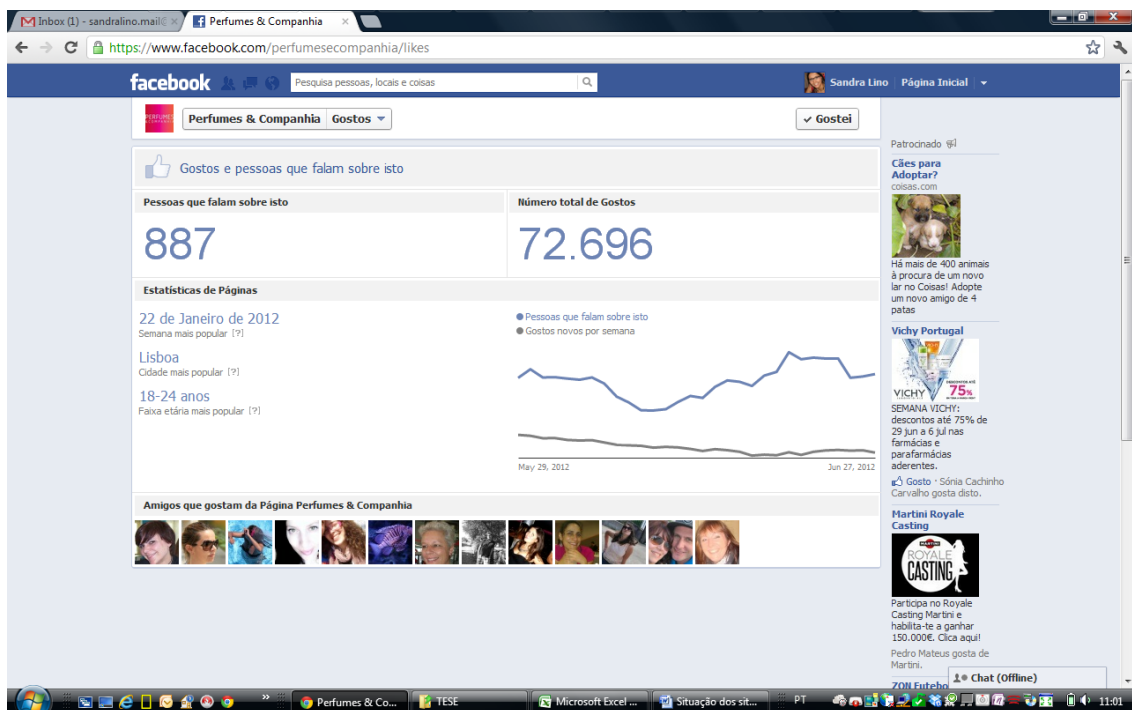 Inbox (1) - sandralino.mail@
Perfumes & Companhia
https://www.facebook.com/perfumesecompanhia/likes
facebook
Pesquisa pessoas, locais e coisas
Sandra Lino
Página Inicial
PERFUMES
Perfumes & Companhia
Gostos
Gostei
Gostos e pessoas que falam sobre isto
Pessoas que falam sobre isto
Número total de Gostos
887
72.696
Estatísticas de Páginas
22 de Janeiro de 2012
Semana mais popular [?]
Lisboa
Cidade mais popular [?]
18-24 anos
Faixa etária mais popular [?]
Pessoas que falam sobre isto
Gostos novos por semana
May 29, 2012
Jun 27, 2012
Amigos que gostam da Página Perfumes & Companhia
Patrocinado
Cães para
Adoptar?
coisas.com
Há mais de 400 animais
à procura de um novo
lar no Coisas! Adopte
um novo amigo de 4
patas
Vichy Portugal
DESCONTOS ATÉ
75%
VICHY
SEMANA VICHY:
descontos até 75% de
29 jun a 6 jul nas
farmácias e
parafarmácias
aderentes.
Gosto · Sónia Cachinho
Carvalho gosta disto.
Martini Royale
Casting
MARTINI
ROYALE
CASTING
Participa no Royale
Casting Martini e
habilita-te a ganhar
150.000€. Clica aqui!
Pedro Mateus gosta de
Martini.
ZON Futebo
Chat (Offline)
Perfumes & Co...
TESE
Microsoft Excel ...
Situação dos sit...
PT
11:01